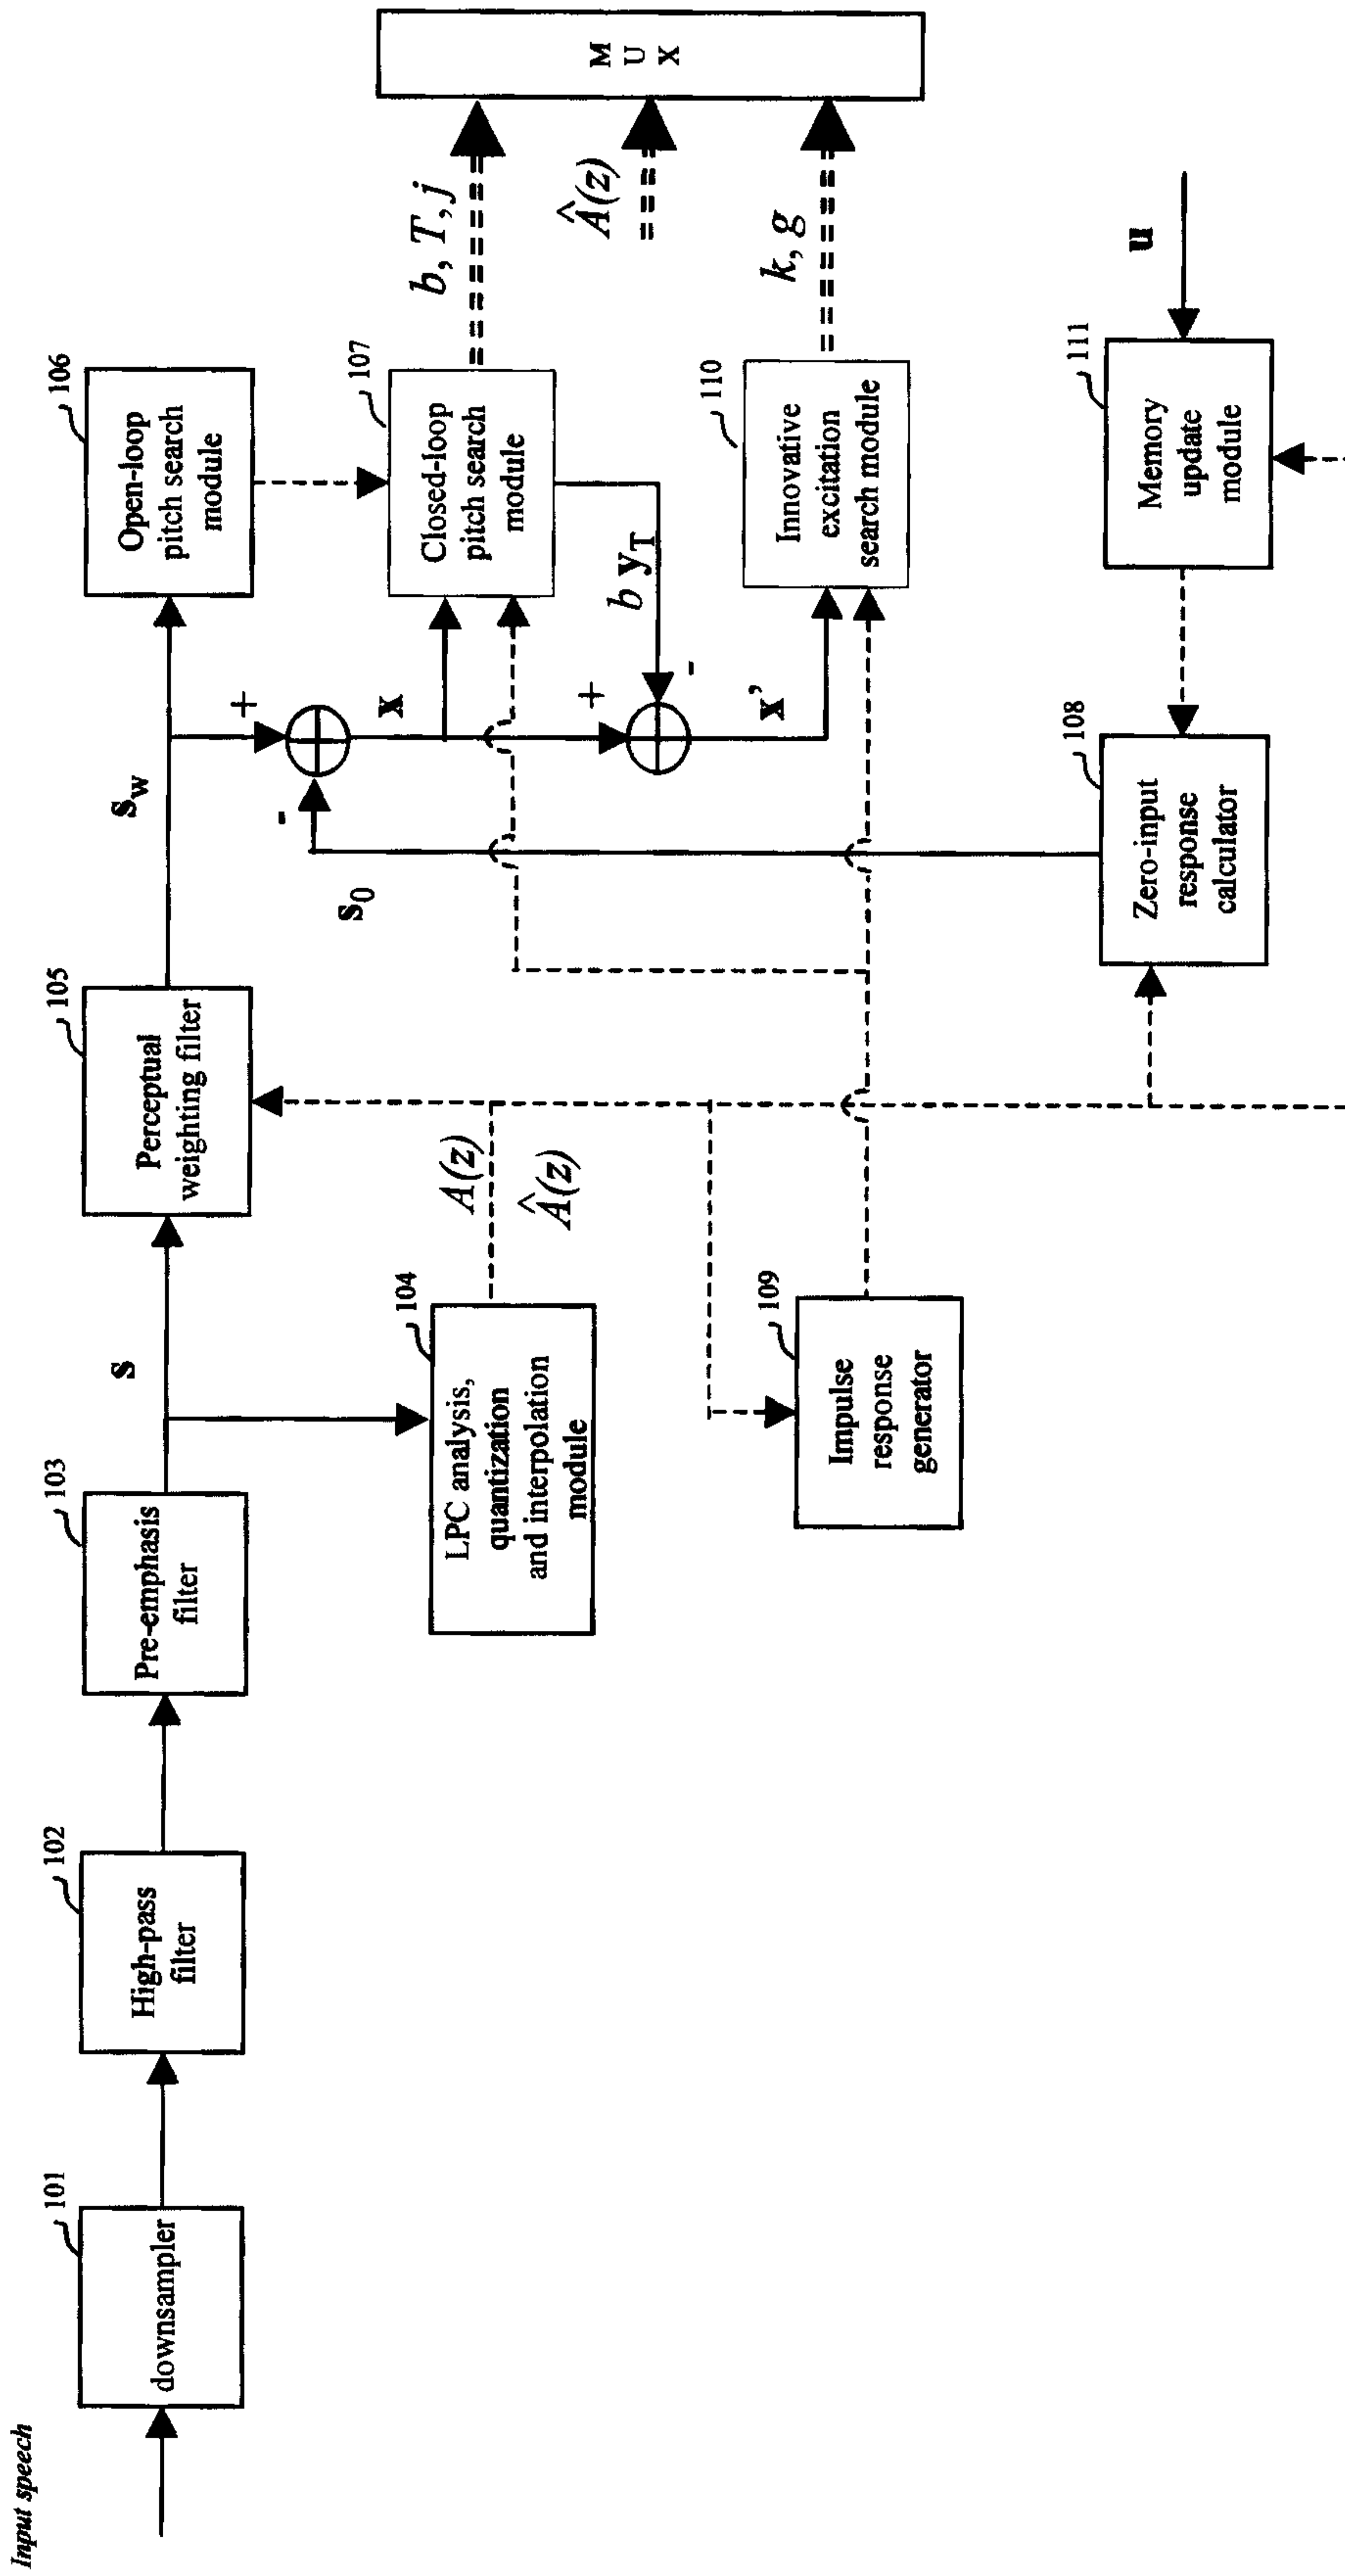 Input speech
101
downsampler
102
High-pass
filter
103
Pre-emphasis
filter
s
105
Perceptual
weighting filter
s_w
106
Open-loop
pitch search
module
104
LPC analysis,
quantization
and interpolation
module
A(z)
Â(z)
+
-
s_0
x
107
Closed-loop
pitch search
module
b, T, j
b y_T
+
-
x'
Â(z)
M
U
X
109
Impulse
response
generator
110
Innovative
excitation
search module
k, g
108
Zero-input
response
calculator
111
Memory
update
module
u